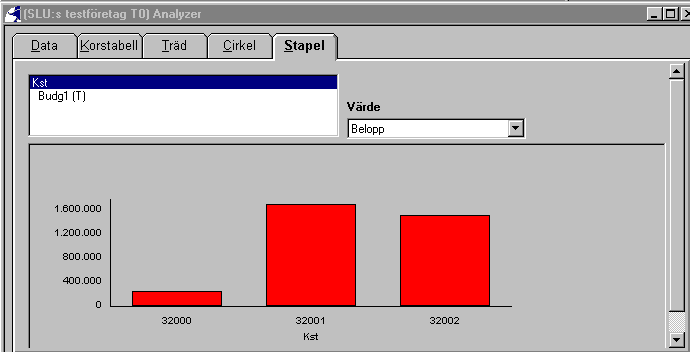 (SLU:s testföretag T0) Analyzer
Data Korstabell Träd Cirkel Stapel
Kst
Budg1 (T)
Värde
Belopp
1.600.000
1.200.000
800.000
400.000
0
32000 32001 32002
Kst